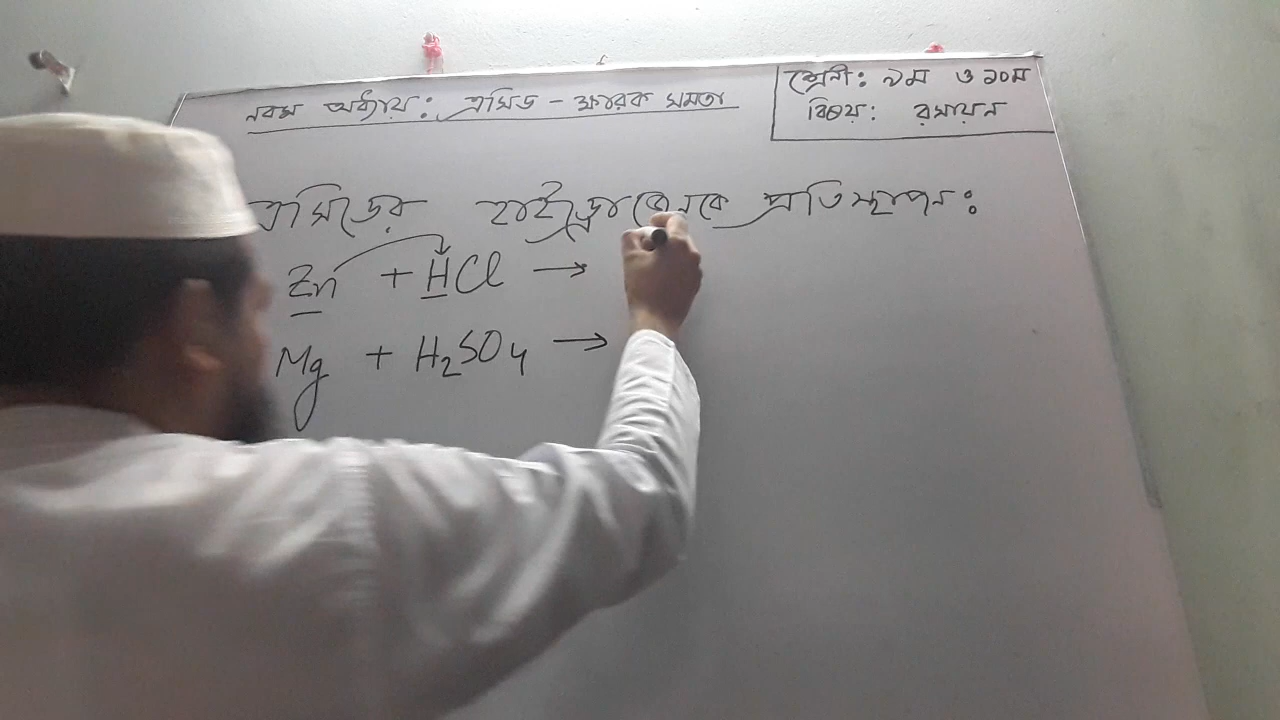 নবম অধ্যায়: এসিড - ক্ষারক সমতা
শ্রেনী: ৯ম ও ১০ম
বিষয়: রসায়ন
এসিডের হাইড্রোজেনকে প্রতিস্থাপন:
Zn + HCl →
Mg + H₂SO₄ →